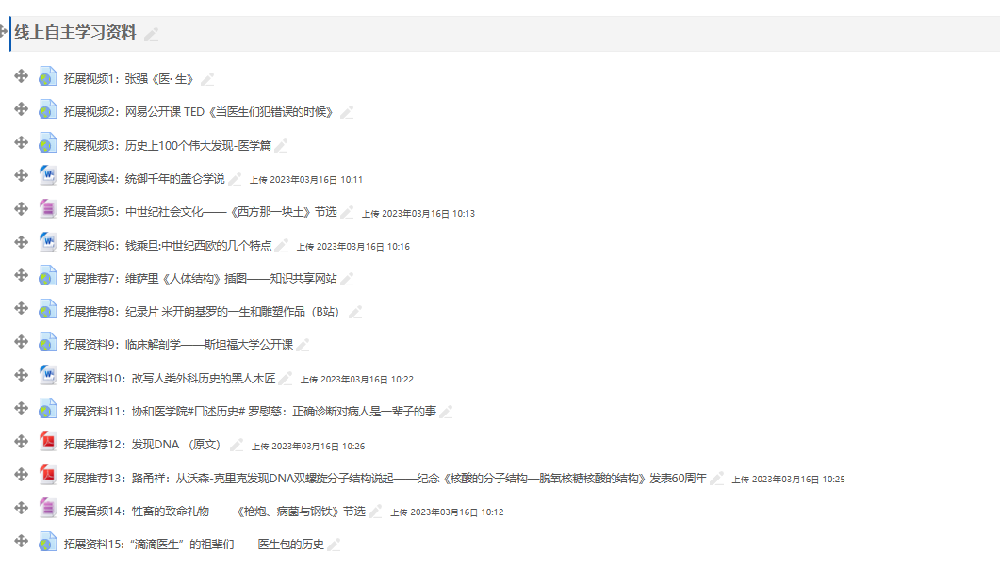 线上自主学习资料
拓展视频1：张强《医· 生》
拓展视频2：网易公开课 TED《当医生们犯错误的时候》
拓展视频3：历史上100个伟大发现-医学篇
拓展阅读4：统御千年的盖仑学说 上传 2023年03月16日 10:11
拓展音频5：中世纪社会文化——《西方那一块土》节选 上传 2023年03月16日 10:13
拓展资料6：钱乘旦:中世纪西欧的几个特点 上传 2023年03月16日 10:16
扩展推荐7：维萨里《人体结构》插图——知识共享网站
拓展推荐8：纪录片 米开朗基罗的一生和雕塑作品（B站）
拓展资料9：临床解剖学——斯坦福大学公开课
拓展资料10：改写人类外科历史的黑人木匠 上传 2023年03月16日 10:22
拓展资料11：协和医学院#口述历史# 罗慰慈：正确诊断对病人是一辈子的事
拓展推荐12：发现DNA （原文） 上传 2023年03月16日 10:26
拓展推荐13：路甬祥：从沃森-克里克发现DNA双螺旋分子结构说起——纪念《核酸的分子结构—脱氧核糖核酸的结构》发表60周年 上传 2023年03月16日 10:25
拓展音频14：牲畜的致命礼物——《枪炮、病菌与钢铁》节选 上传 2023年03月16日 10:12
拓展资料15:“滴滴医生”的祖辈们——医生包的历史